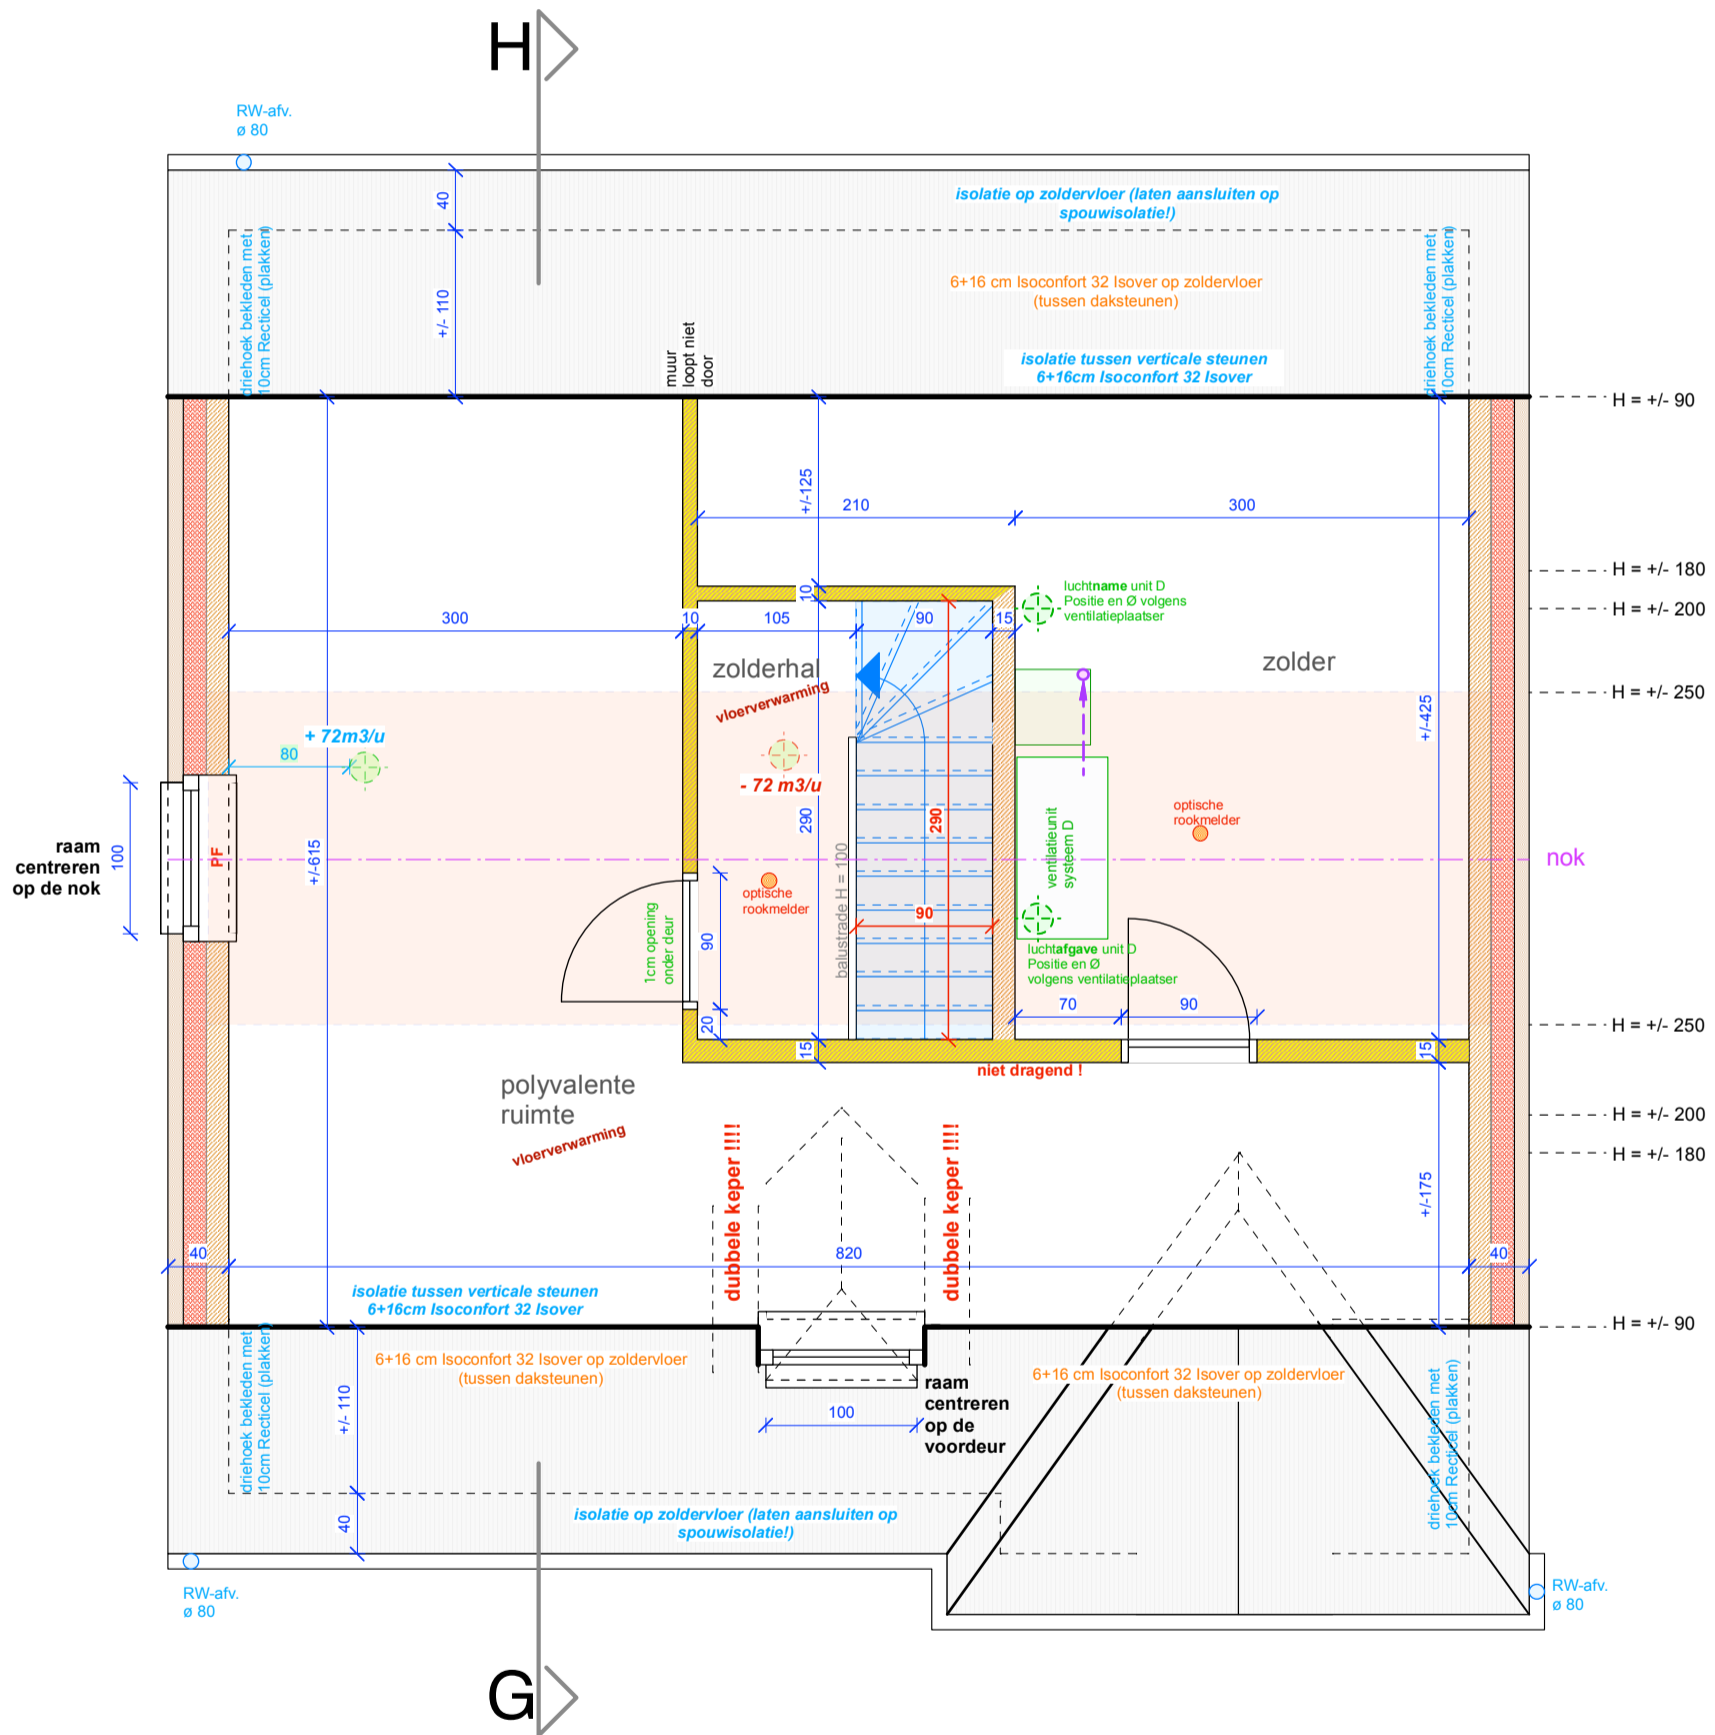 H
RW-afv.
ø 80
40
isolatie op zoldervloer (laten aansluiten op
spouwisolatie!)
driehoek bekleden met
10cm Recticel (plakken)
driehoek bekleden met
10cm Recticel (plakken)
6+16 cm Isoconfort 32 Isover op zoldervloer
(tussen daksteunen)
+/- 110
muur
loopt niet
door
isolatie tussen verticale steunen
6+16cm Isoconfort 32 Isover
H = +/- 90
+/-125
210
300
H = +/- 180
10
luchtname unit D
Positie en Ø volgens
ventilatieplaatser
H = +/- 200
300
10
105
90
15
zolderhal
vloerverwarming
zolder
H = +/- 250
+/-425
+ 72m3/u
80
- 72 m3/u
290
290
optische
rookmelder
ventilatieunit
systeem D
raam
centreren
op de nok
100
PF
+/-615
nok
optische
rookmelder
balustrade H = 100
90
1cm opening
onder deur
90
20
luchtafgave unit D
Positie en Ø
volgens ventilatieplaatser
70
90
H = +/- 250
15
15
niet dragend !
polyvalente
ruimte
vloerverwarming
H = +/- 200
H = +/- 180
dubbele keper !!!!
dubbele keper !!!!
+/-175
40
820
40
isolatie tussen verticale steunen
6+16cm Isoconfort 32 Isover
H = +/- 90
6+16 cm Isoconfort 32 Isover op zoldervloer
(tussen daksteunen)
6+16 cm Isoconfort 32 Isover op zoldervloer
(tussen daksteunen)
driehoek bekleden met
10cm Recticel (plakken)
+/- 110
100
raam
centreren
op de
voordeur
driehoek bekleden met
10cm Recticel (plakken)
40
isolatie op zoldervloer (laten aansluiten op
spouwisolatie!)
RW-afv.
ø 80
RW-afv.
ø 80
G